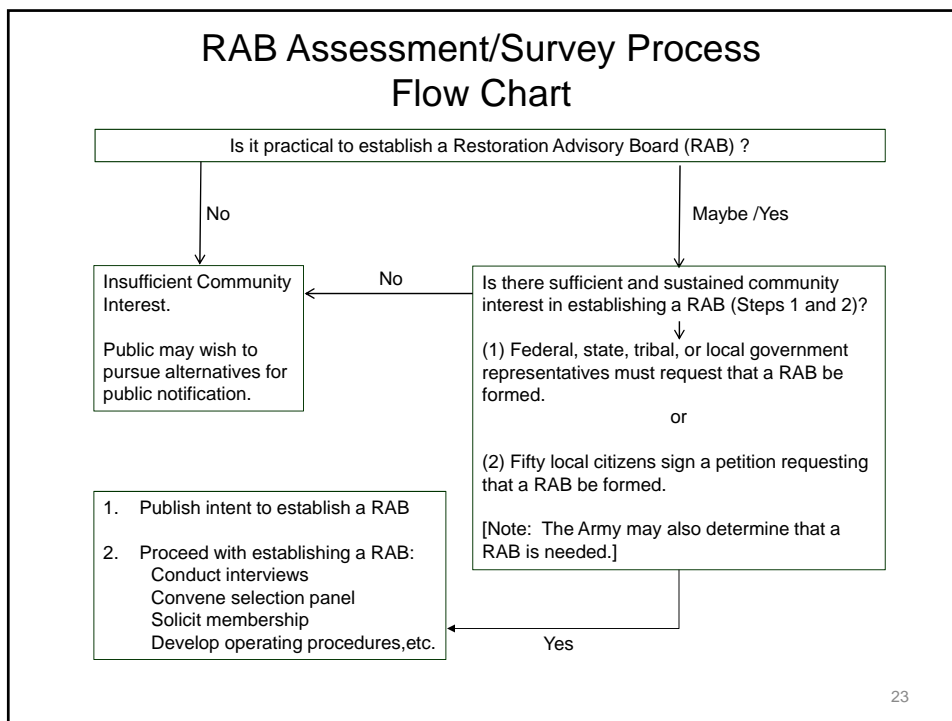 RAB Assessment/Survey Process
Flow Chart
Is it practical to establish a Restoration Advisory Board (RAB) ?
No
Maybe /Yes
Insufficient Community
Interest.
Public may wish to
pursue alternatives for
public notification.
No
Is there sufficient and sustained community
interest in establishing a RAB (Steps 1 and 2)?
(1) Federal, state, tribal, or local government
representatives must request that a RAB be
formed.
or
(2) Fifty local citizens sign a petition requesting
that a RAB be formed.
[Note: The Army may also determine that a
RAB is needed.]
1. Publish intent to establish a RAB
2. Proceed with establishing a RAB:
Conduct interviews
Convene selection panel
Solicit membership
Develop operating procedures,etc.
Yes
23